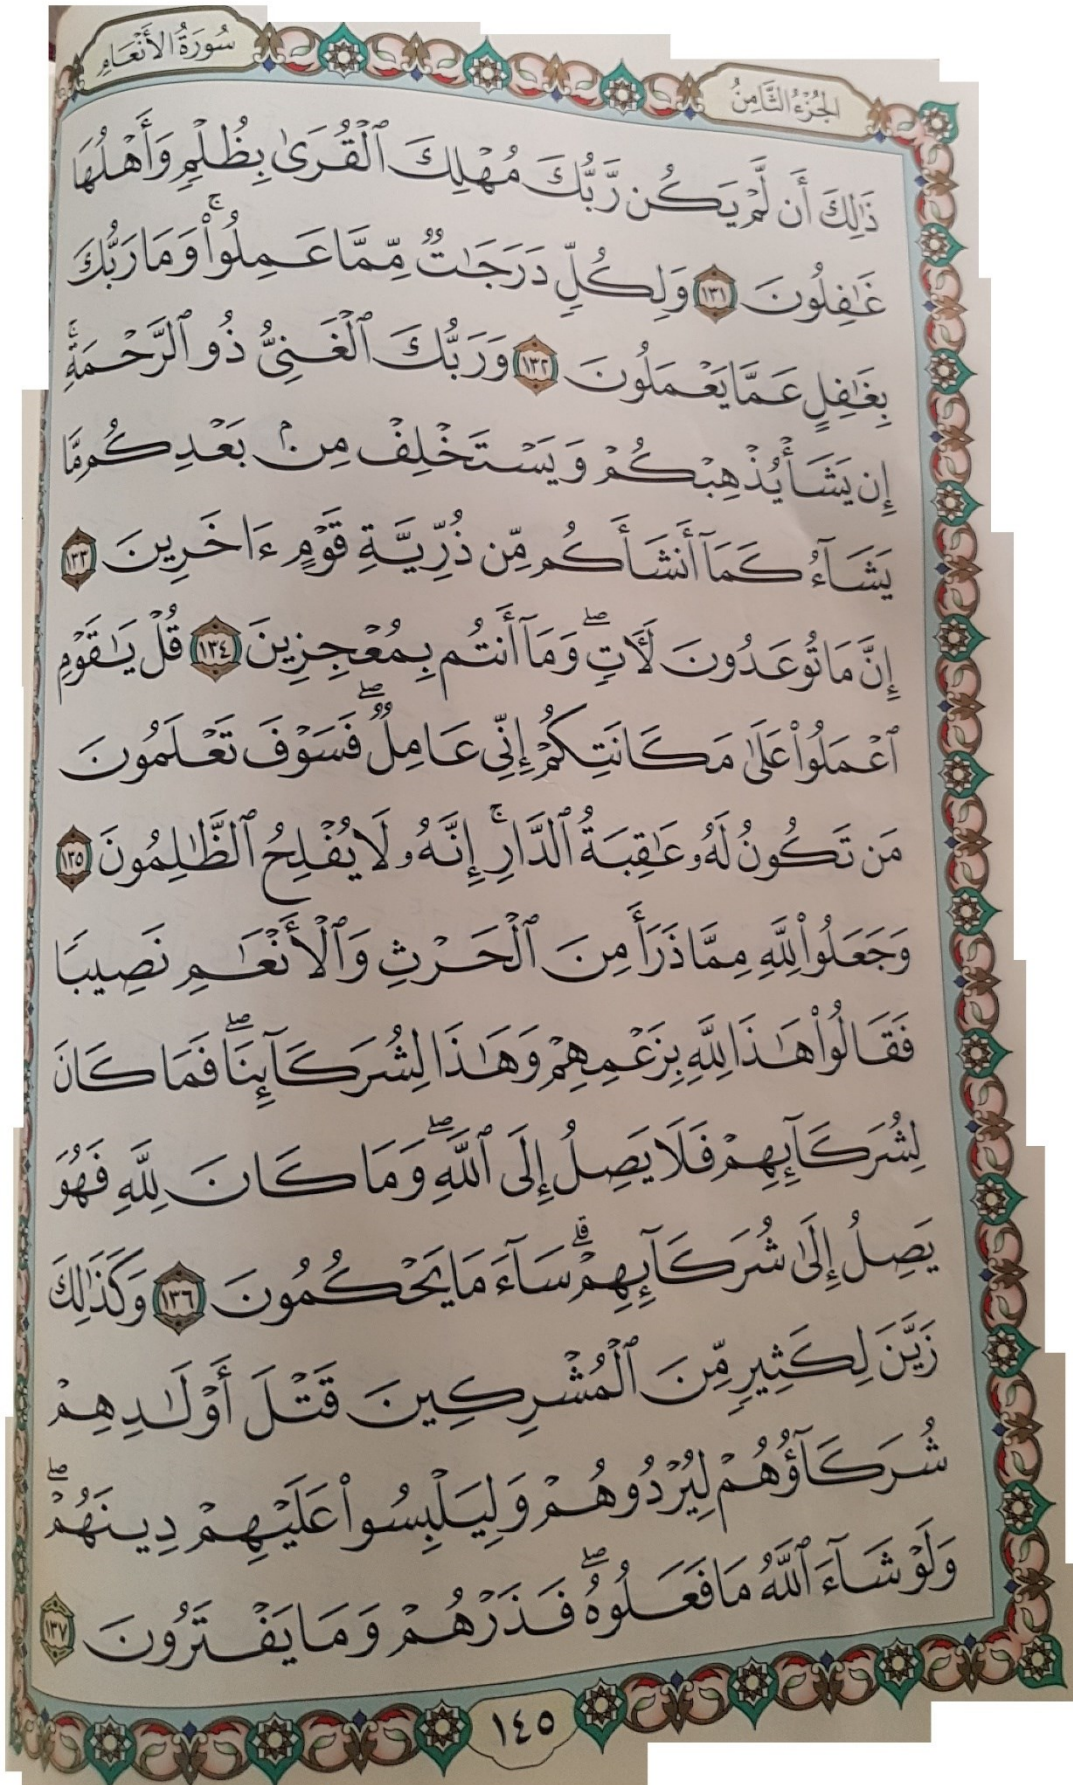 الجُزْءُ الثَّامِنُ
سُورَةُ الأَنْعَامِ
ذَٰلِكَ أَن لَّمْ يَكُن رَّبُّكَ مُهْلِكَ ٱلْقُرَىٰ بِظُلْمٍ وَأَهْلُهَا
غَٰفِلُونَ ١٣١ وَلِكُلٍّ دَرَجَٰتٌ مِّمَّا عَمِلُوا۟ ۚ وَمَا رَبُّكَ
بِغَٰفِلٍ عَمَّا يَعْمَلُونَ ١٣٢ وَرَبُّكَ ٱلْغَنِىُّ ذُو ٱلرَّحْمَةِ ۚ
إِن يَشَأْ يُذْهِبْكُمْ وَيَسْتَخْلِفْ مِنۢ بَعْدِكُم مَّا
يَشَآءُ كَمَآ أَنشَأَكُم مِّن ذُرِّيَّةِ قَوْمٍ ءَاخَرِينَ ١٣٣
إِنَّ مَا تُوعَدُونَ لَـَٔاتٍ ۖ وَمَآ أَنتُم بِمُعْجِزِينَ ١٣٤ قُلْ يَٰقَوْمِ
ٱعْمَلُوا۟ عَلَىٰ مَكَانَتِكُمْ إِنِّى عَامِلٌ ۖ فَسَوْفَ تَعْلَمُونَ
مَن تَكُونُ لَهُۥ عَٰقِبَةُ ٱلدَّارِ ۚ إِنَّهُۥ لَا يُفْلِحُ ٱلظَّٰلِمُونَ ١٣٥
وَجَعَلُوا۟ لِلَّهِ مِمَّا ذَرَأَ مِنَ ٱلْحَرْثِ وَٱلْأَنْعَٰمِ نَصِيبًا
فَقَالُوا۟ هَٰذَا لِلَّهِ بِزَعْمِهِمْ وَهَٰذَا لِشُرَكَآئِنَا ۖ فَمَا كَانَ
لِشُرَكَآئِهِمْ فَلَا يَصِلُ إِلَى ٱللَّهِ ۖ وَمَا كَانَ لِلَّهِ فَهُوَ
يَصِلُ إِلَىٰ شُرَكَآئِهِمْ ۗ سَآءَ مَا يَحْكُمُونَ ١٣٦ وَكَذَٰلِكَ
زَيَّنَ لِكَثِيرٍ مِّنَ ٱلْمُشْرِكِينَ قَتْلَ أَوْلَٰدِهِمْ
شُرَكَآؤُهُمْ لِيُرْدُوهُمْ وَلِيَلْبِسُوا۟ عَلَيْهِمْ دِينَهُمْ ۖ
وَلَوْ شَآءَ ٱللَّهُ مَا فَعَلُوهُ ۖ فَذَرْهُمْ وَمَا يَفْتَرُونَ ١٣٧
١٤٥